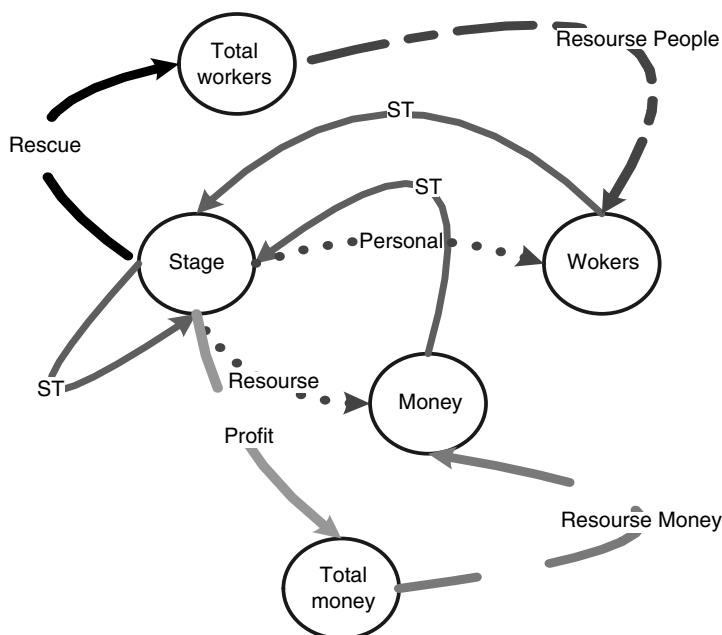 Total
workers
Resourse People
ST
Rescue
ST
Personal
Stage
Wokers
ST
Resourse
Money
Profit
Resourse Money
Total
money